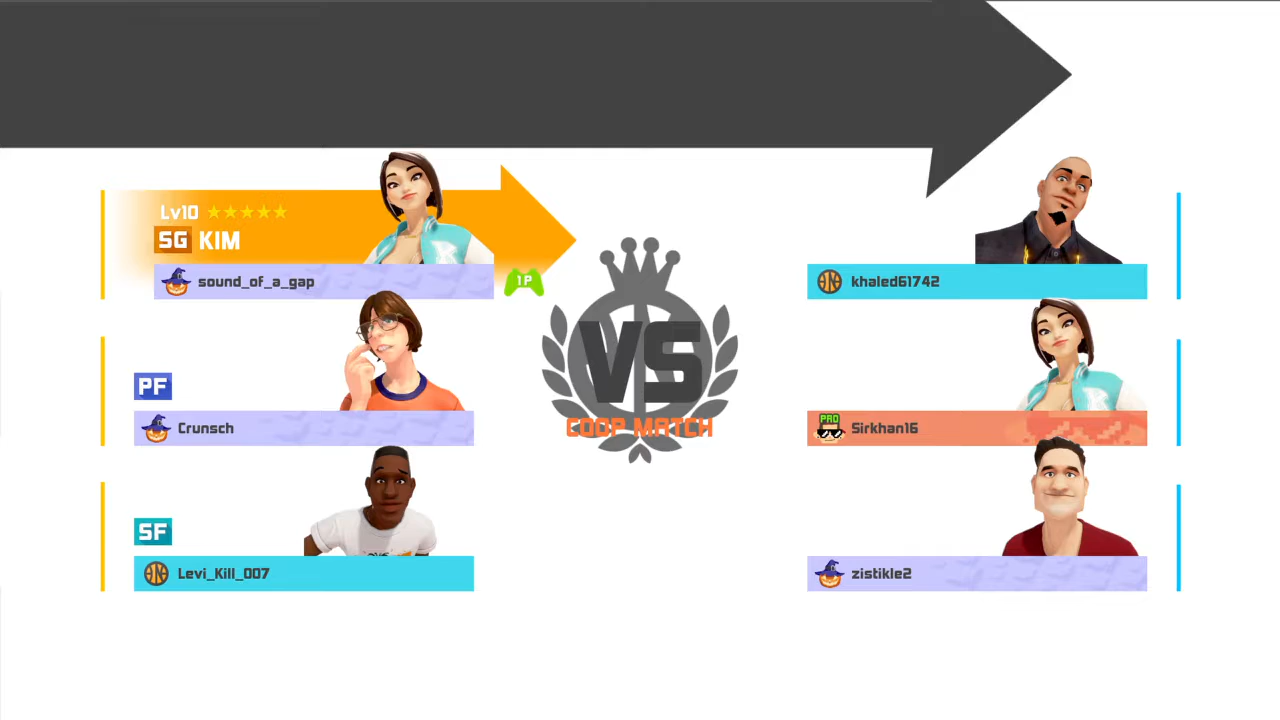 Lv10
SG KIM
sound_of_a_gap
1P
PF
Crunsch
SF
Levi_Kill_007
VS
COOP MATCH
khaled61742
PRO
Sirkhan16
zistikle2